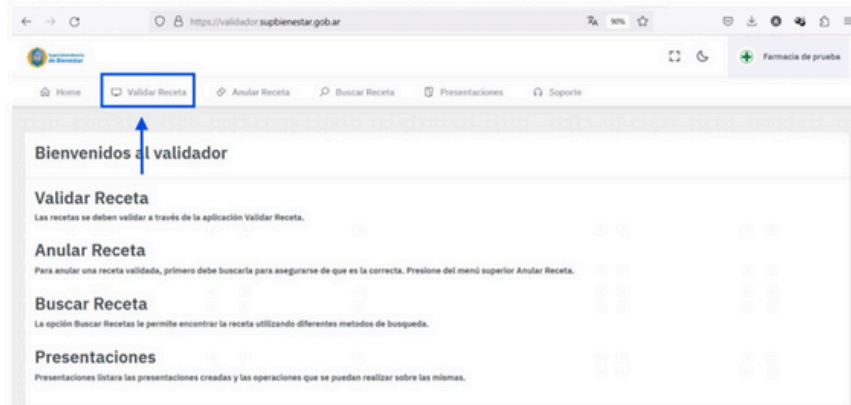 https://validador.supbienestar.gob.ar
90%
Superintendencia
de Bienestar
Farmacia de prueba
Home
Validar Receta
Anular Receta
Buscar Receta
Presentaciones
Soporte
Bienvenidos al validador
Validar Receta
Las recetas se deben validar a través de la aplicación Validar Receta.
Anular Receta
Para anular una receta validada, primero debe buscarla para asegurarse de que es la correcta. Presione del menú superior Anular Receta.
Buscar Receta
La opción Buscar Recetas le permite encontrar la receta utilizando diferentes metodos de busqueda.
Presentaciones
Presentaciones listara las presentaciones creadas y las operaciones que se puedan realizar sobre las mismas.